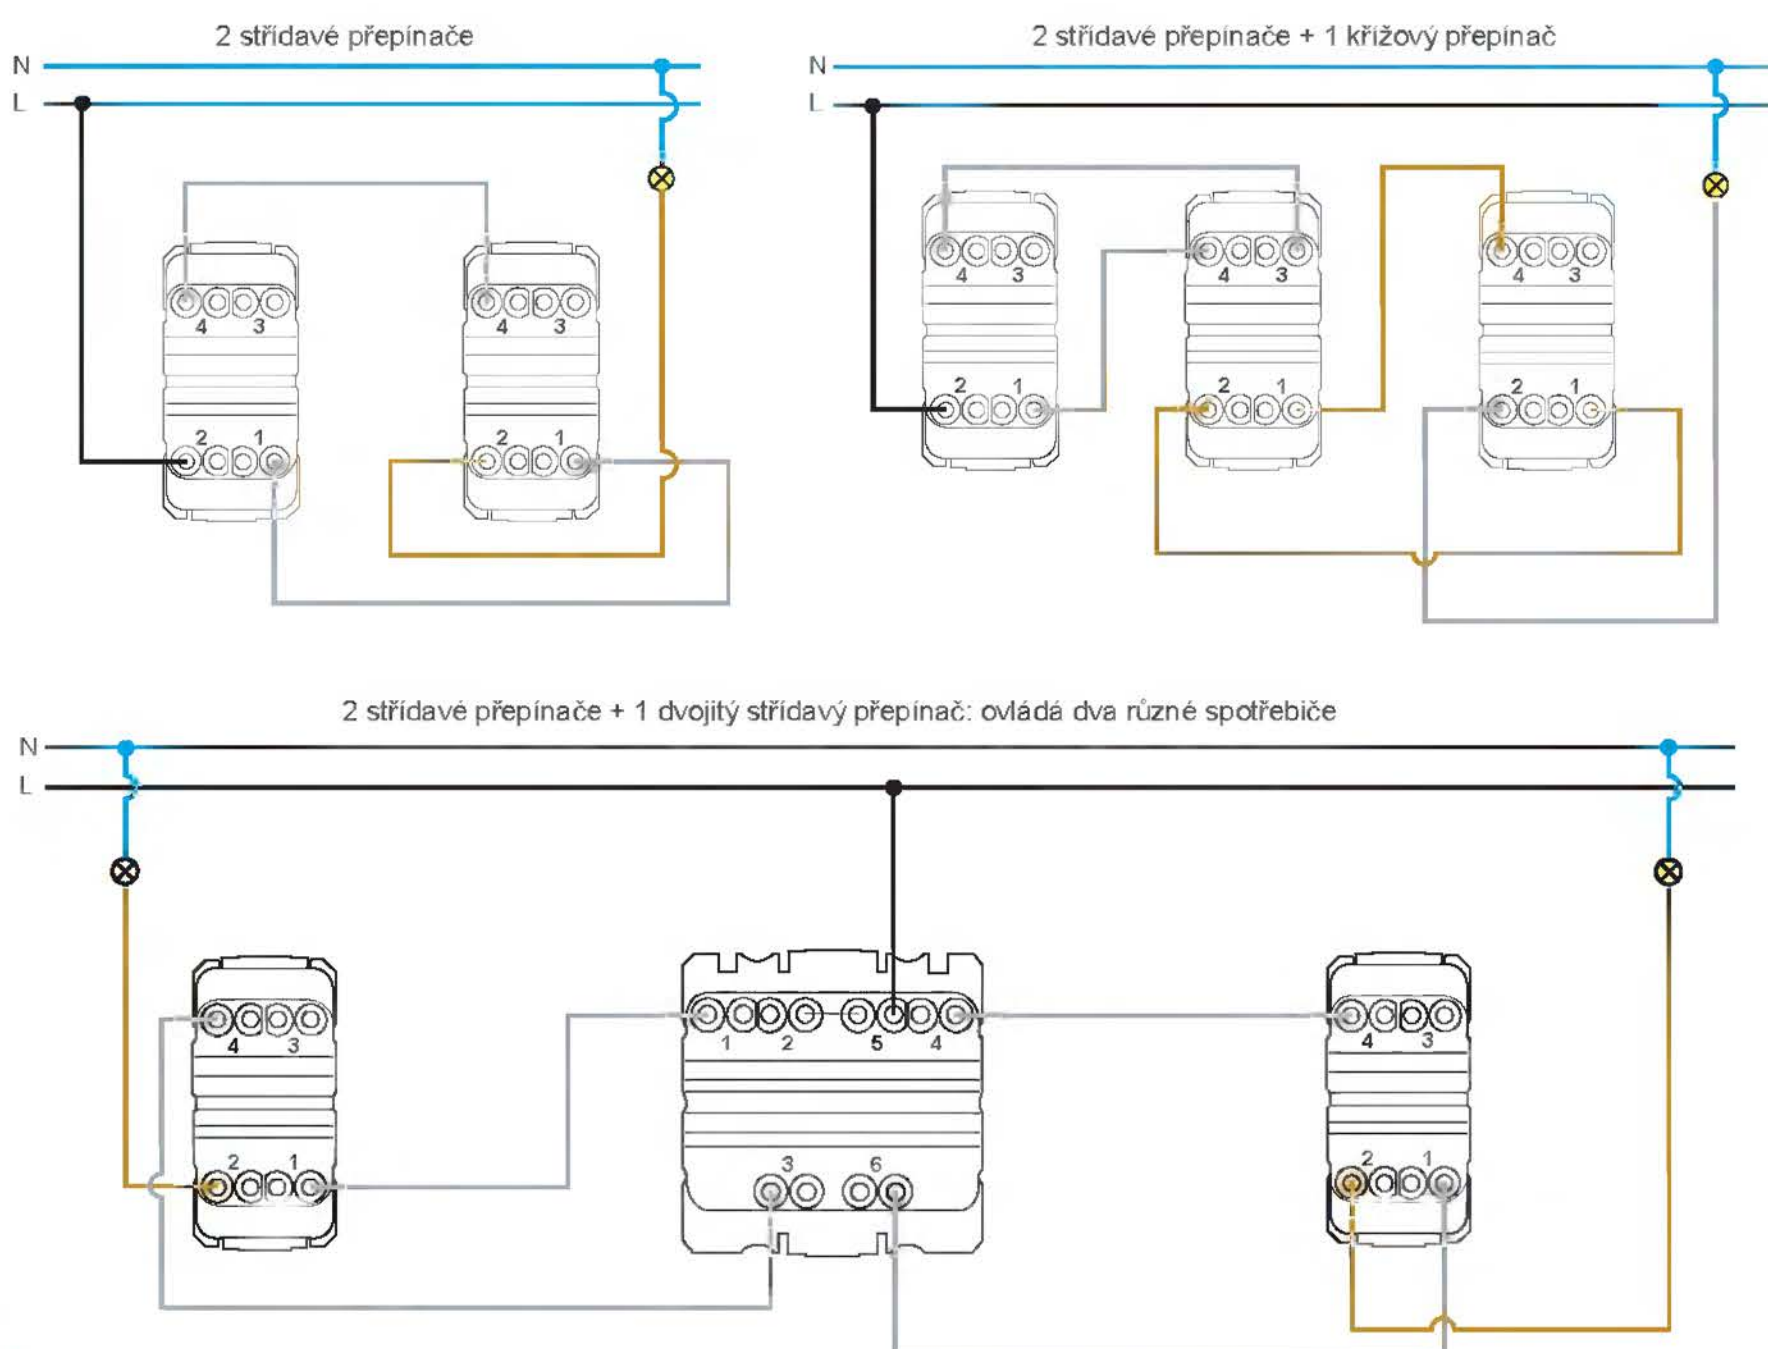 2 střídavé přepínače
N
L
4 3
4 3
2 1
2 1
2 střídavé přepínače + 1 křížový přepínač
N
L
4 3
4 3
4 3
2 1
2 1
2 1
2 střídavé přepínače + 1 dvojitý střídavý přepínač: ovládá dva různé spotřebiče
N
L
4 3
1 2 5 4
4 3
2 1
3 6
2 1